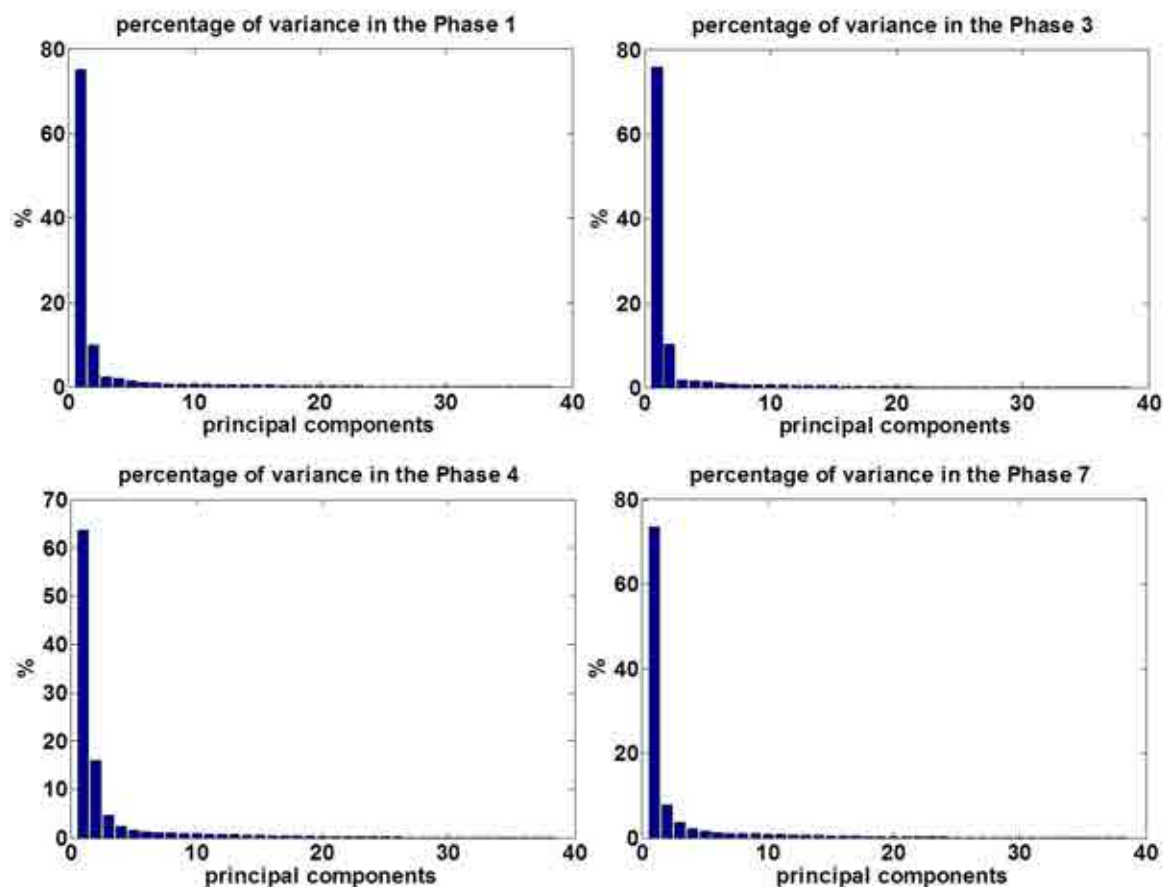 percentage of variance in the Phase 1
80
60
40
20
0
%
0 10 20 30 40
principal components
percentage of variance in the Phase 3
80
60
40
20
0
%
0 10 20 30 40
principal components
percentage of variance in the Phase 4
70
60
50
40
30
20
10
0
%
0 10 20 30 40
principal components
percentage of variance in the Phase 7
80
60
40
20
0
%
0 10 20 30 40
principal components